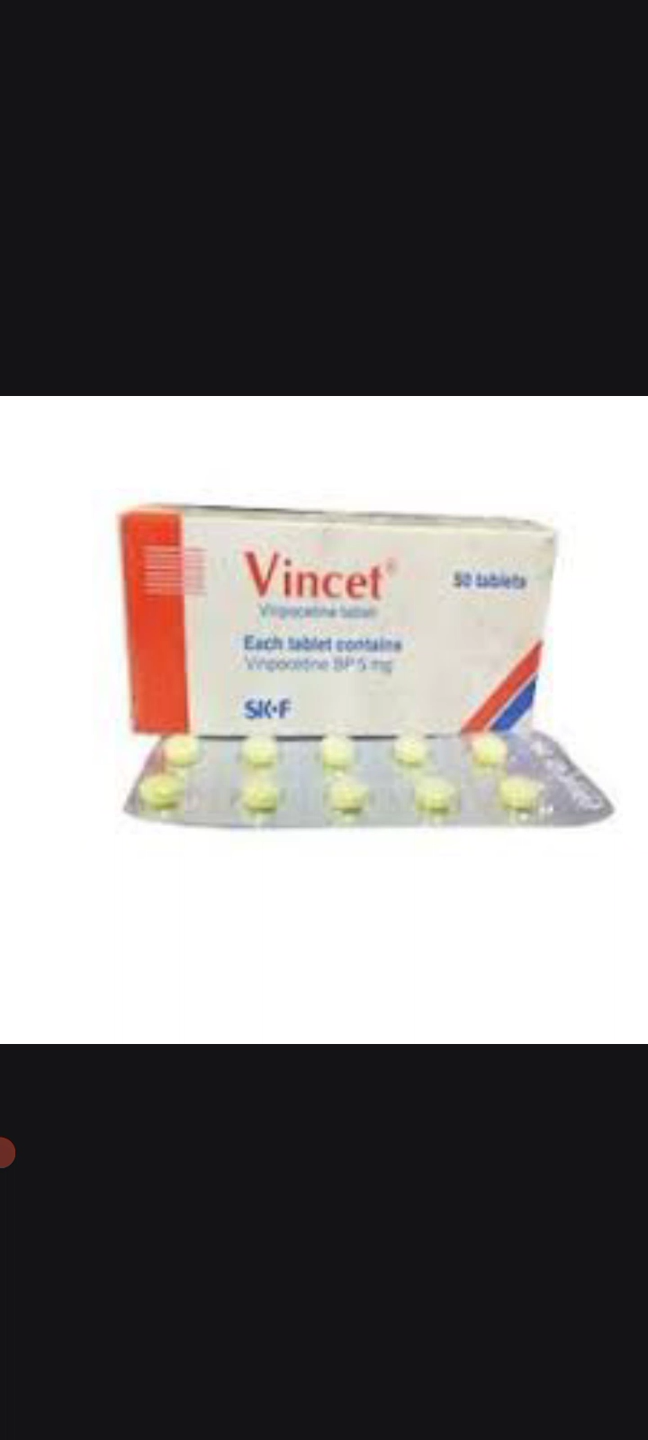 Vincet®
50 tablets
Vinpocetine tablet
Each tablet contains
Vinpocetine BP 5 mg
SK+F